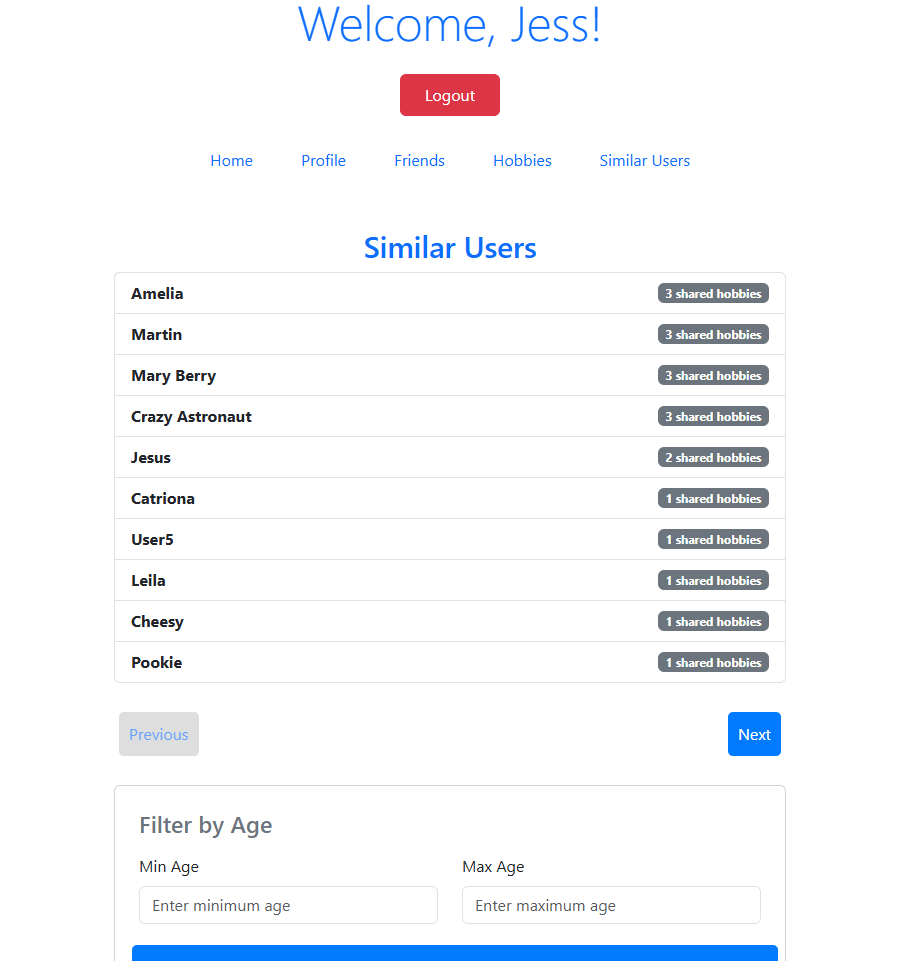 Welcome, Jess!
Logout
Home Profile Friends Hobbies Similar Users
Similar Users
Amelia 3 shared hobbies
Martin 3 shared hobbies
Mary Berry 3 shared hobbies
Crazy Astronaut 3 shared hobbies
Jesus 2 shared hobbies
Catriona 1 shared hobbies
User5 1 shared hobbies
Leila 1 shared hobbies
Cheesy 1 shared hobbies
Pookie 1 shared hobbies
Previous Next
Filter by Age
Min Age Max Age
Enter minimum age Enter maximum age